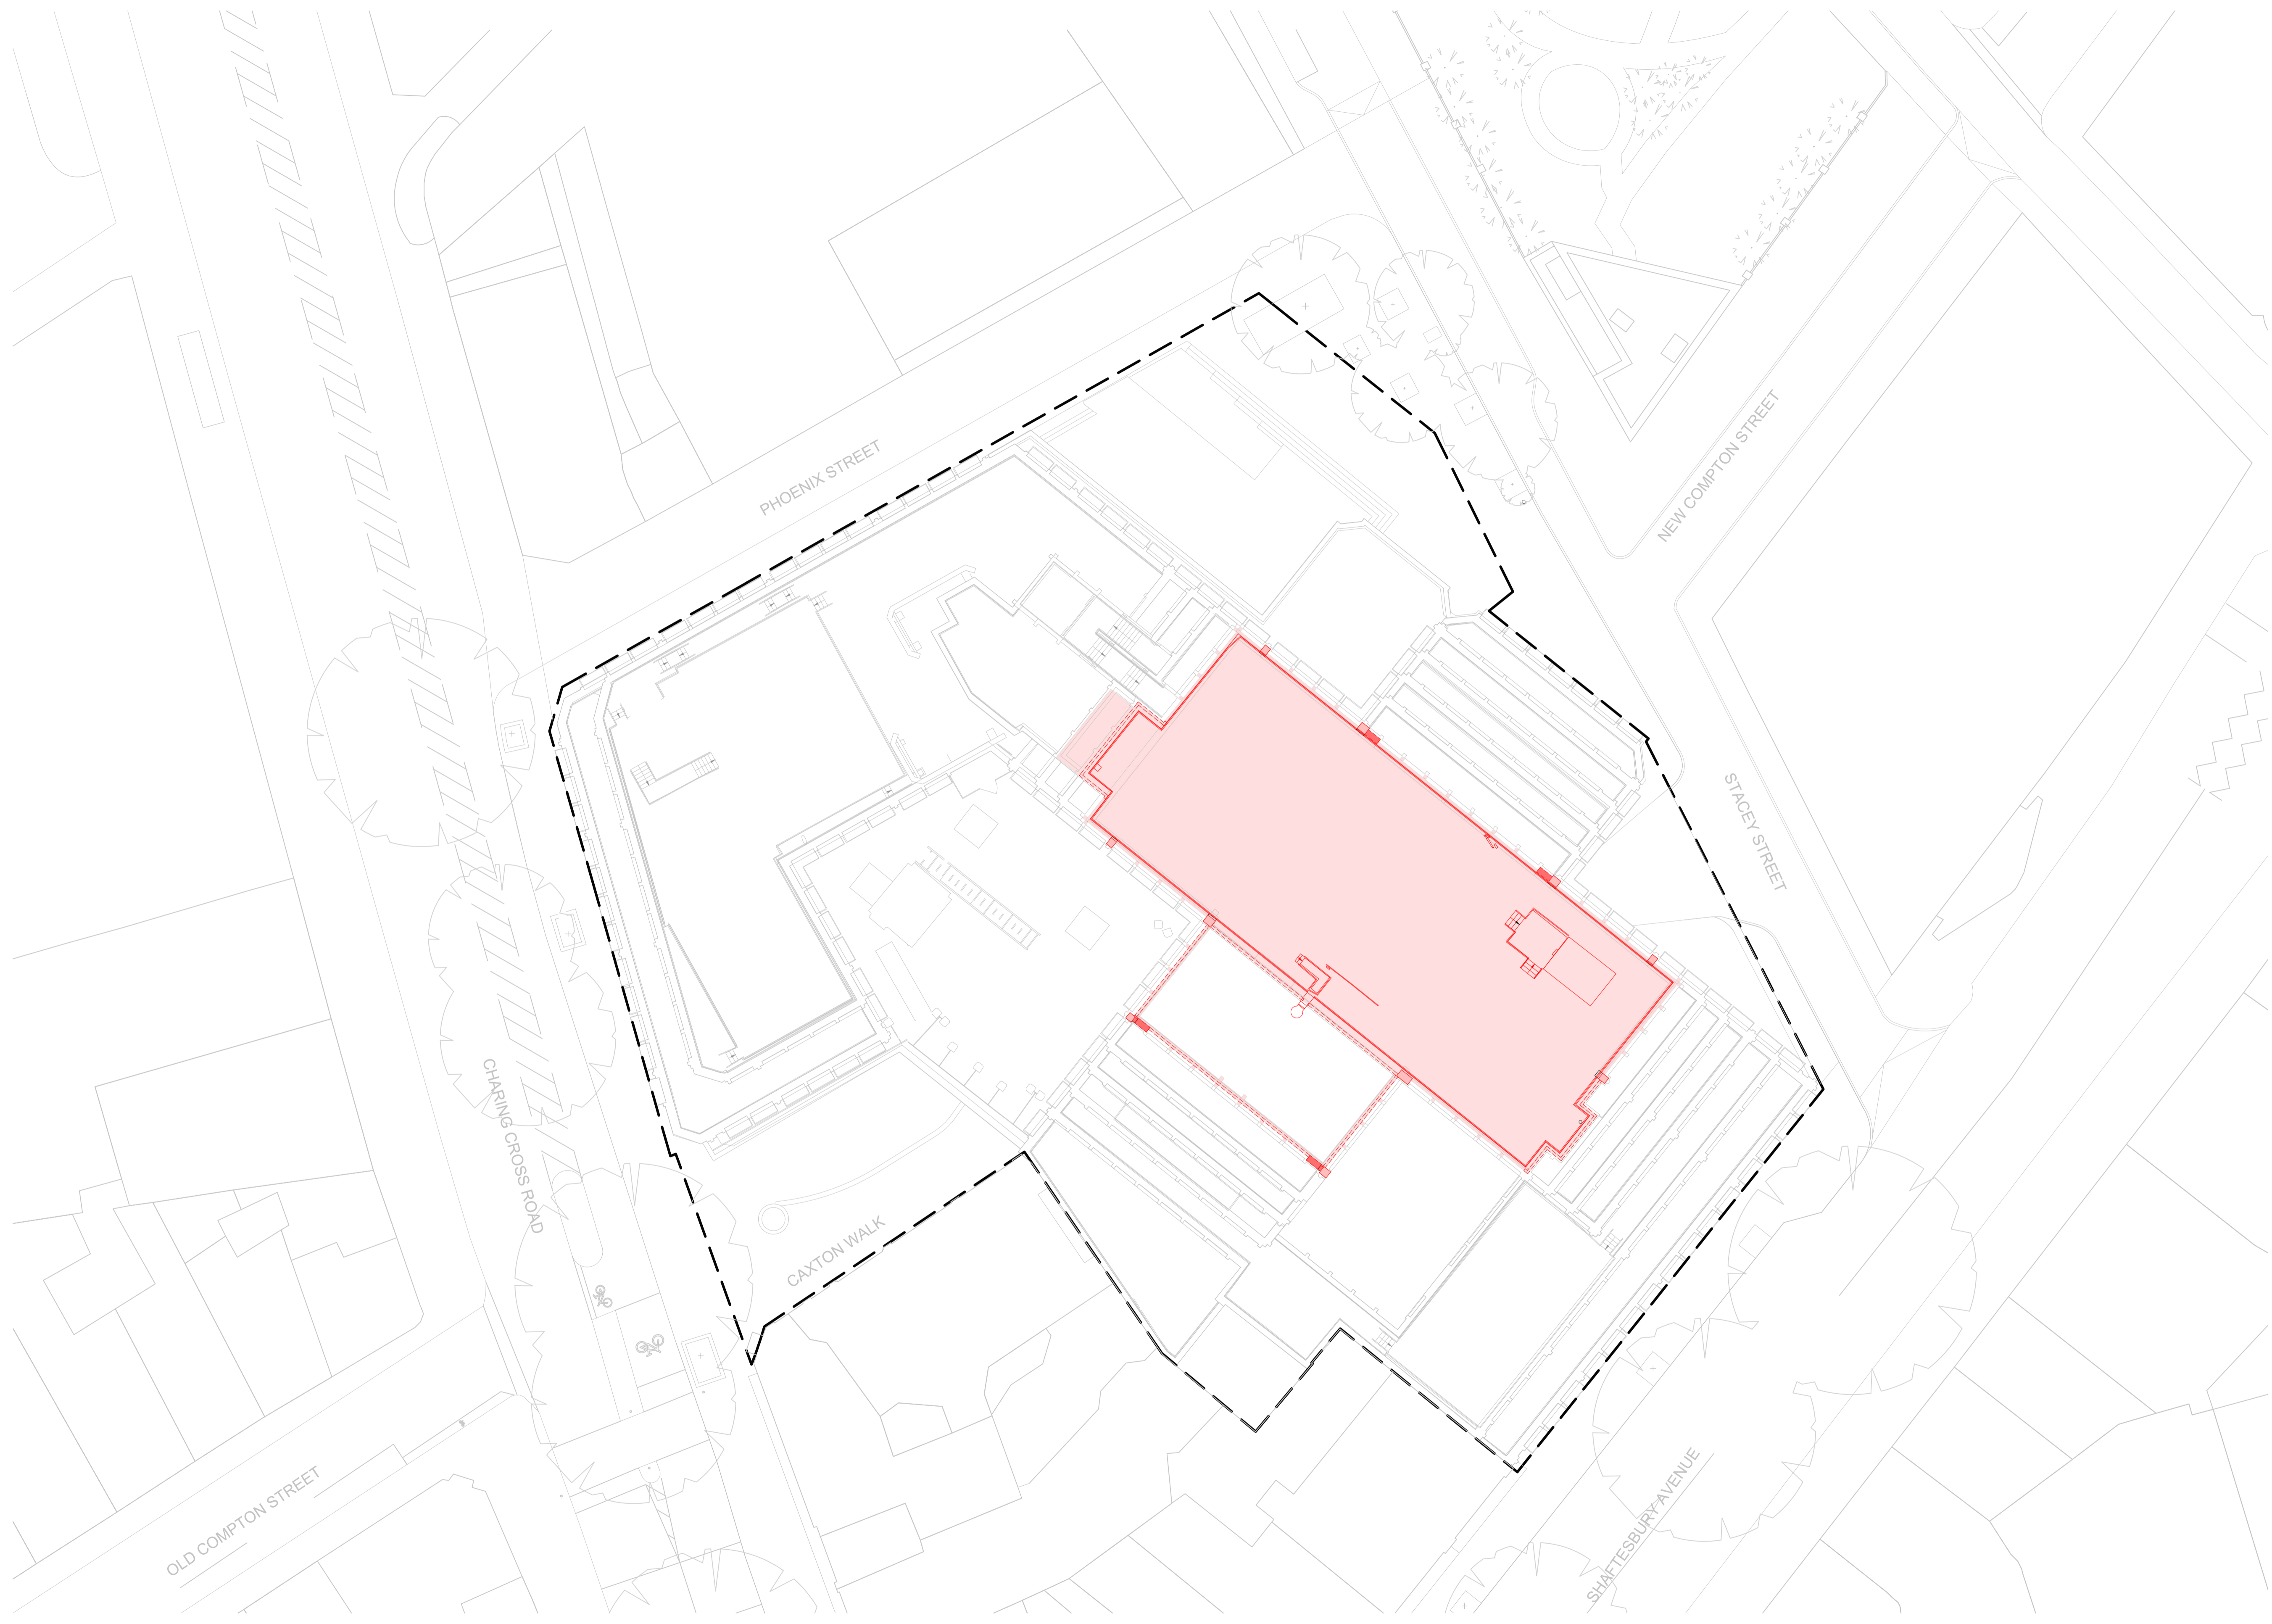 PHOENIX STREET
NEW COMPTON STREET
STACEY STREET
CHARING CROSS ROAD
CAXTON WALK
OLD COMPTON STREET
SHAFTESBURY AVENUE